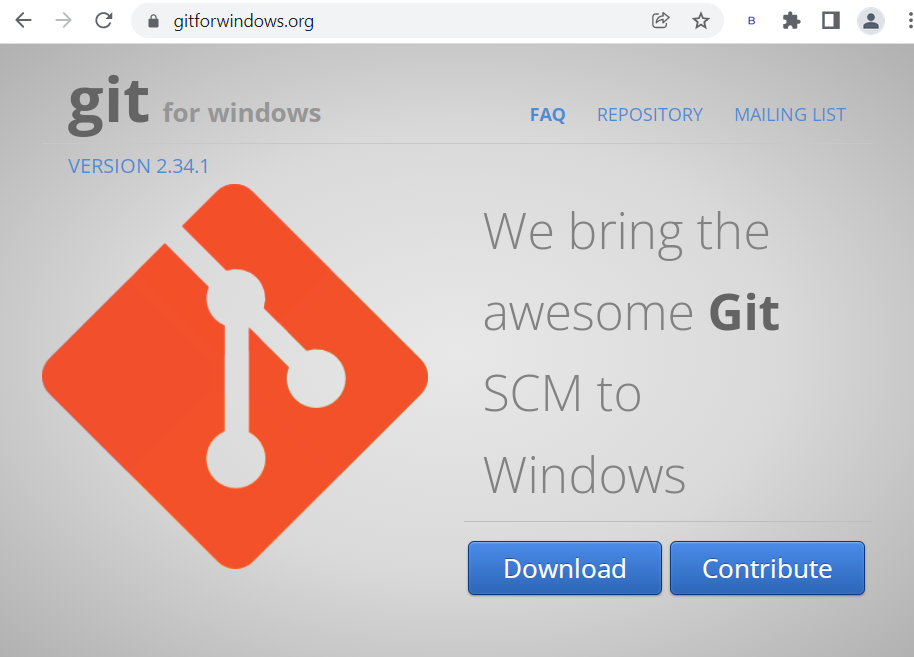 gitforwindows.org
B
git for windows
FAQ REPOSITORY MAILING LIST
VERSION 2.34.1
We bring the
awesome Git
SCM to
Windows
Download Contribute